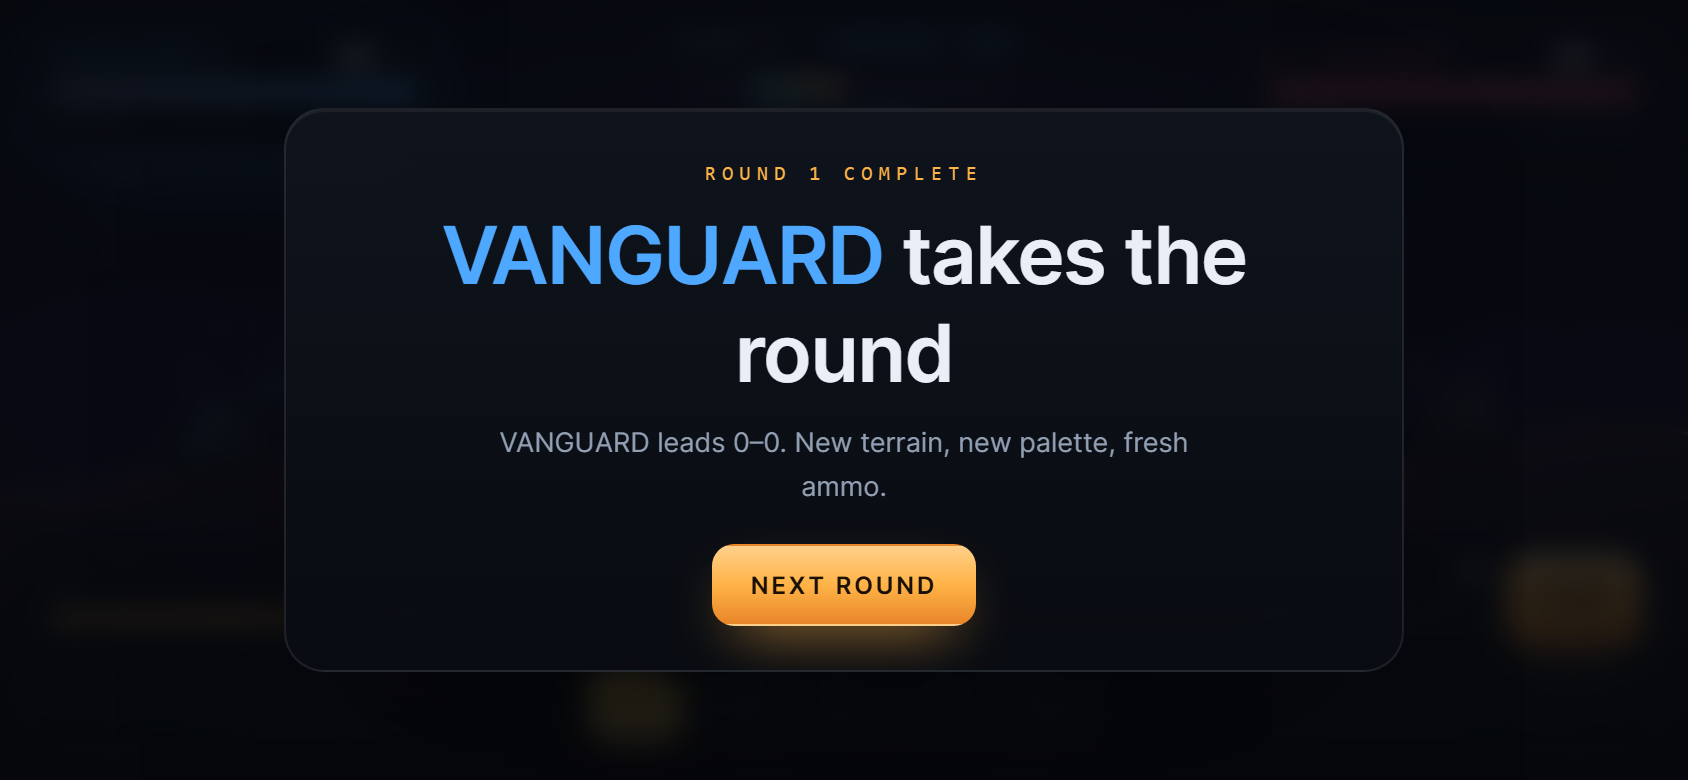 ROUND 1 COMPLETE
VANGUARD takes the
round
VANGUARD leads 0–0. New terrain, new palette, fresh
ammo.
NEXT ROUND